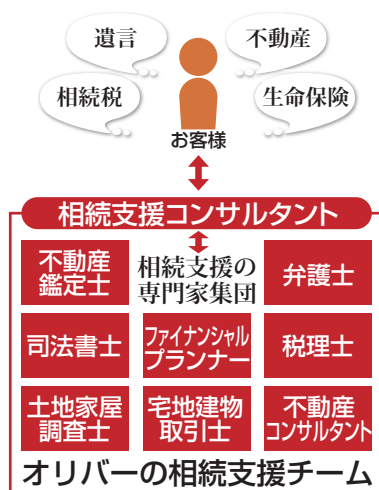 遺言
不動産
相続税
生命保険
お客様
相続支援コンサルタント
不動産
鑑定士
相続支援の
専門家集団
弁護士
司法書士
ファイナンシャル
プランナー
税理士
土地家屋
調査士
宅地建物
取引士
不動産
コンサルタント
オリバーの相続支援チーム